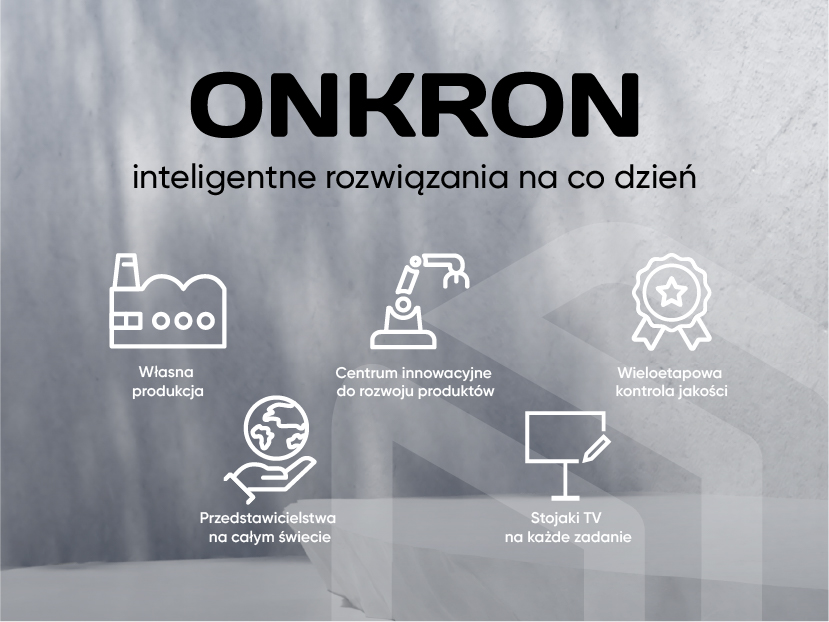 ONKRON
inteligentne rozwiązania na co dzień
Własna
produkcja
Centrum innowacyjne
do rozwoju produktów
Wieloetapowa
kontrola jakości
Przedstawicielstwa
na całym świecie
Stojaki TV
na każde zadanie